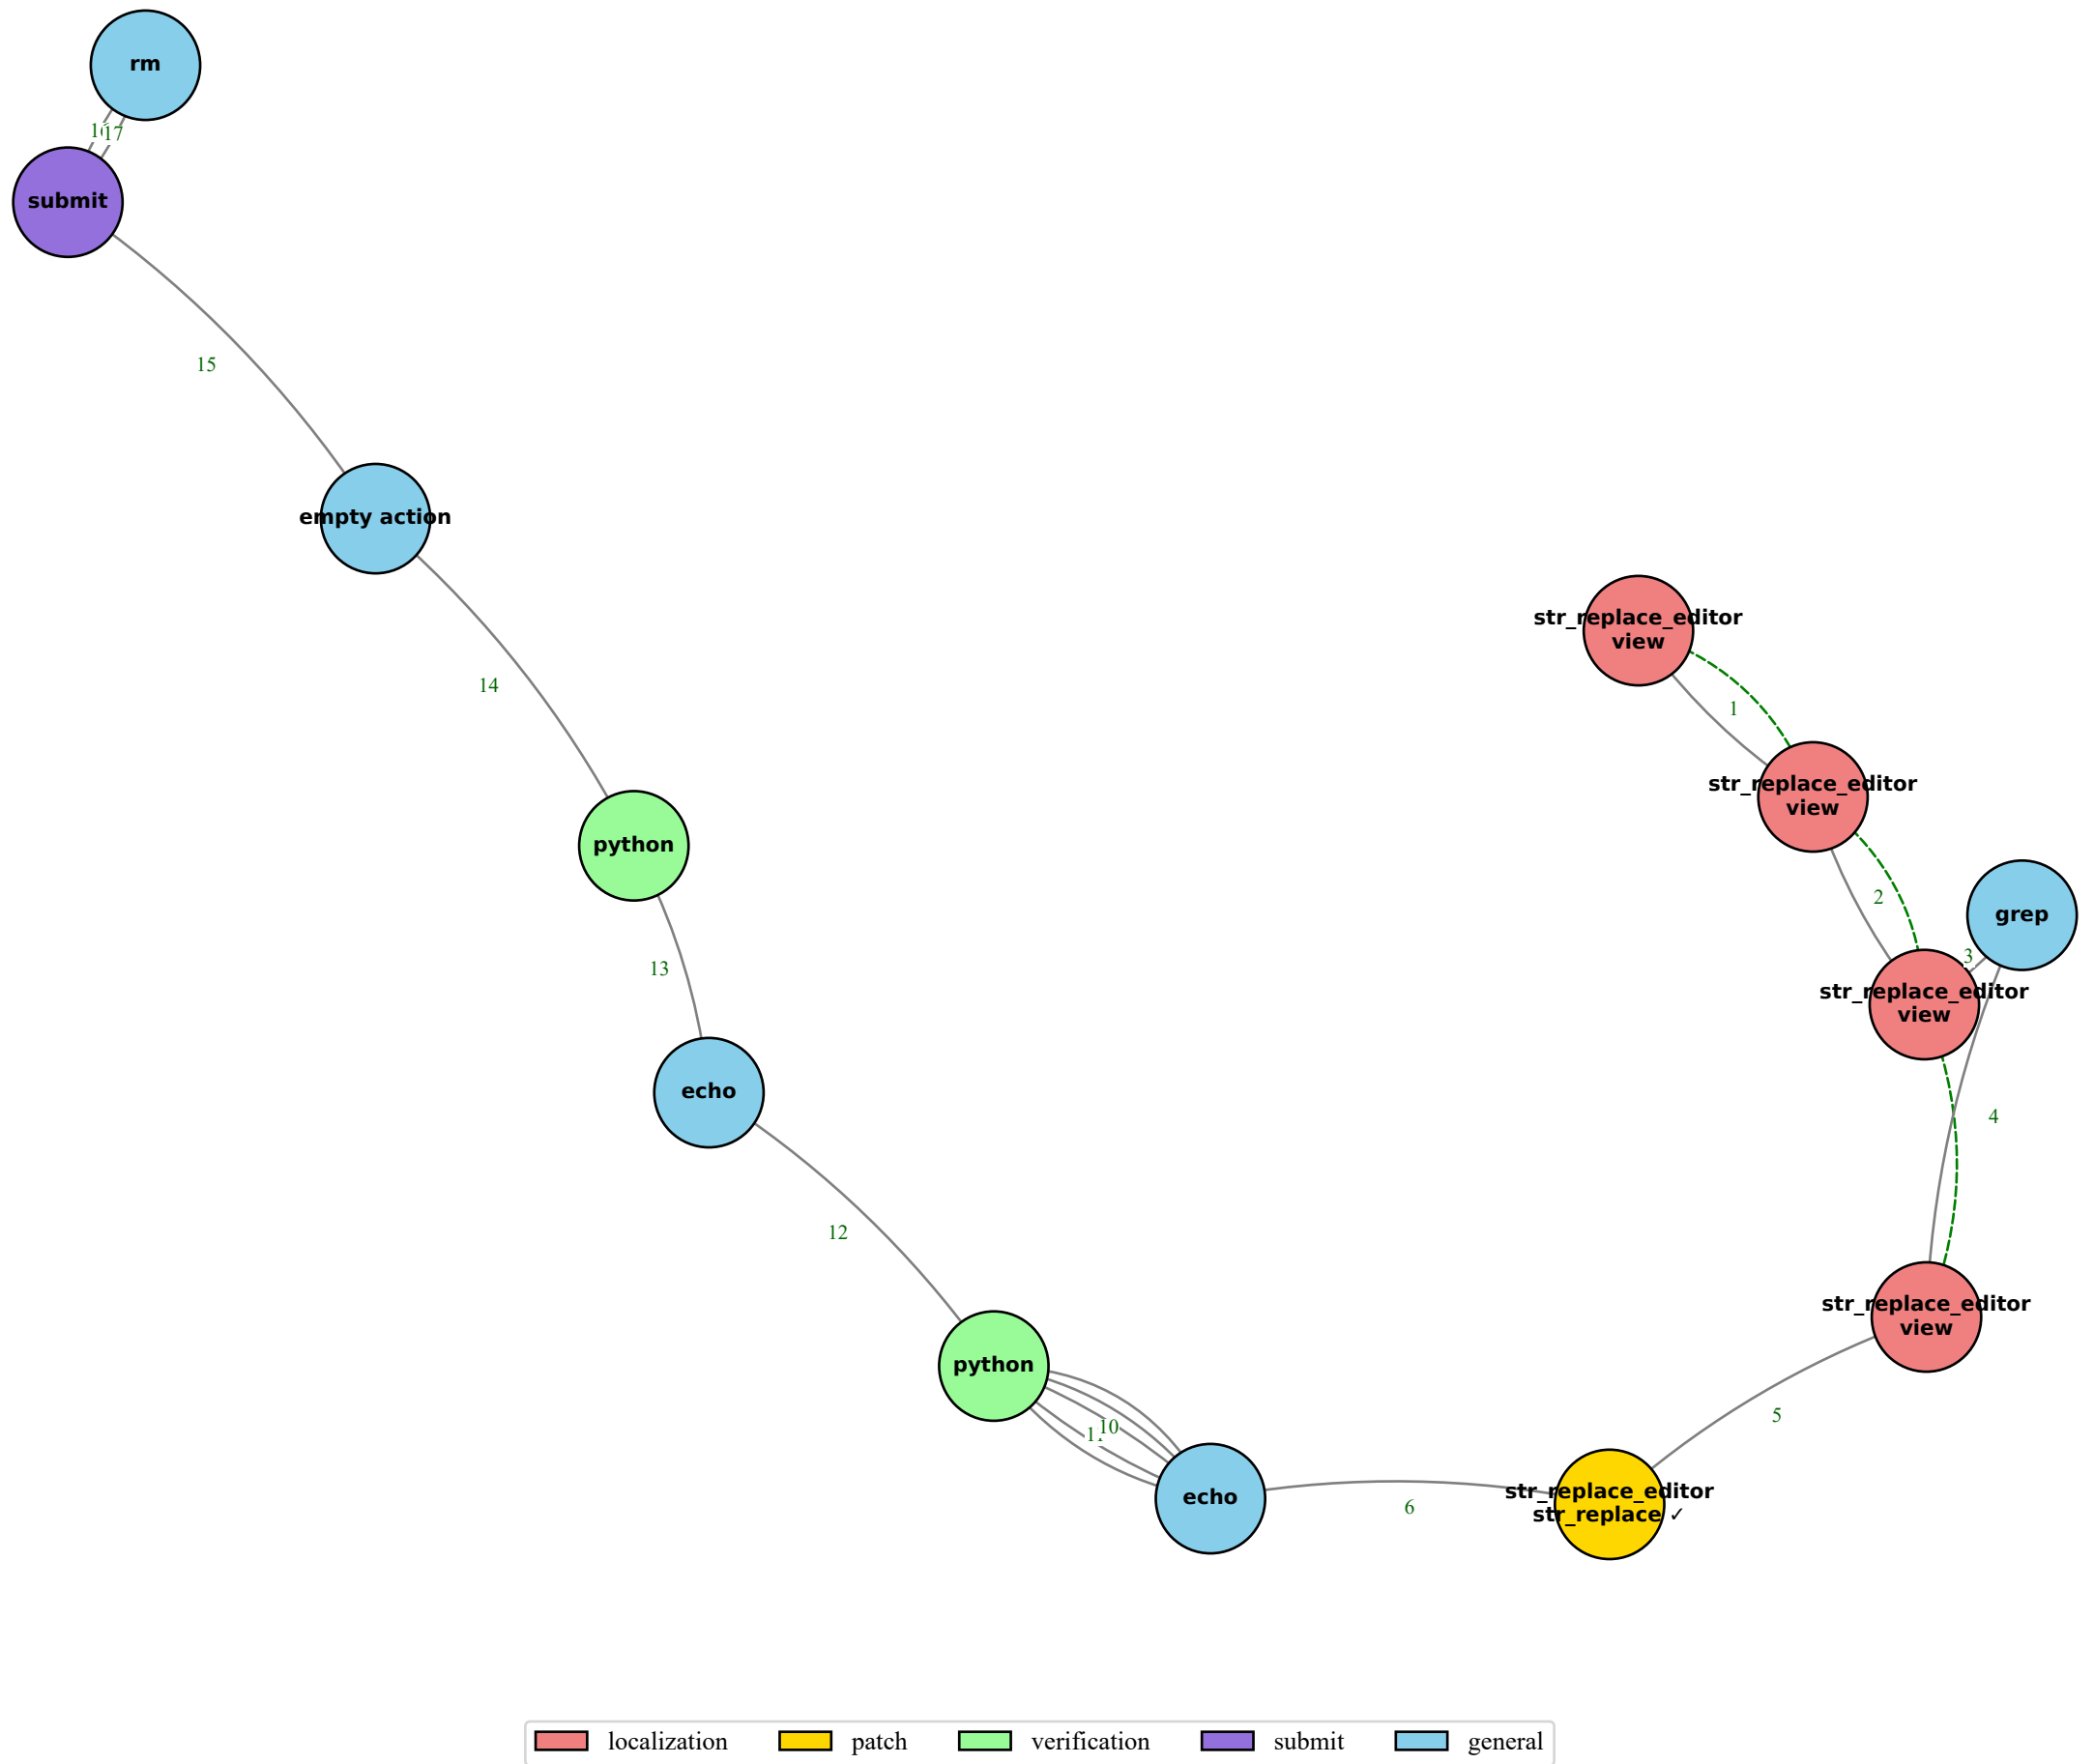 rm
17
submit
15
empty action
str_replace_editor
view
1
14
str_replace_editor
view
python
2
grep
3
13
str_replace_editor
view
echo
4
12
str_replace_editor
view
python
5
10
echo
str_replace_editor
str_replace ✓
6
localization
patch
verification
submit
general